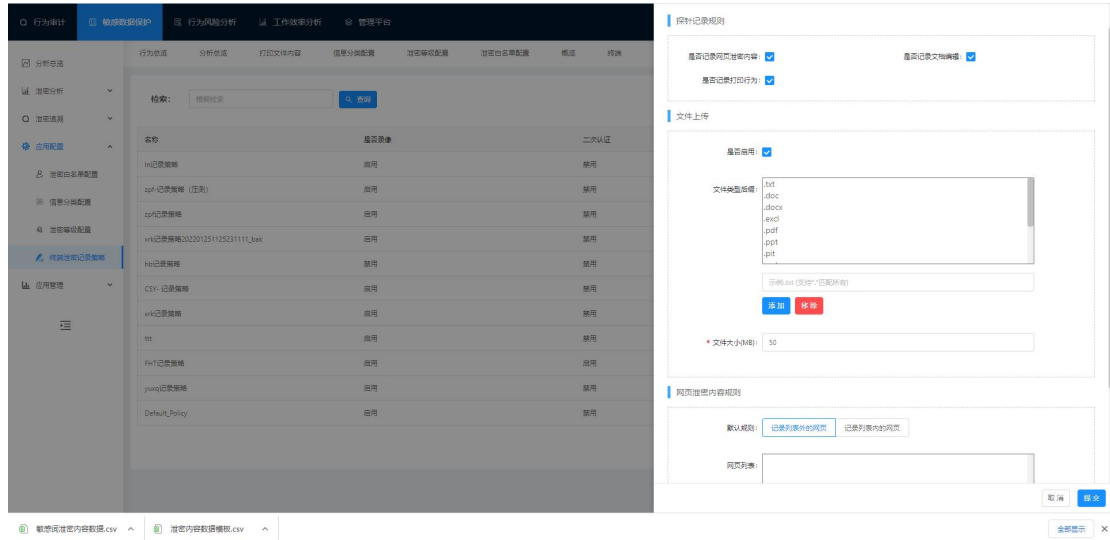 行为审计 敏感数据保护 行为风险分析 工作效率分析 管理平台
行为总览 分析总览 打印文件内容 信息分类配置 泄密等级配置 泄密白名单配置 概览 终端
分析总览
泄密分析
泄密追溯
应用配置
泄密白名单配置
信息分类配置
泄密等级配置
终端泄密记录策略
应用管理
检索: 模糊检索 查询
名称 是否录像 二次认证
ln记录策略 启用 禁用
zpf-记录策略 (庄别) 启用 禁用
zpf记录策略 启用 禁用
xrk记录策略202201251125231111_bak 启用 禁用
hb记录策略 禁用 禁用
CSY- 记录策略 启用 禁用
xrk记录策略 启用 禁用
ttt 启用 禁用
FHT记录策略 启用 启用
yuxq记录策略 启用 禁用
Default_Policy 启用 禁用
探针记录规则
是否记录网页泄密内容: 是否记录文档编辑:
是否记录打印行为:
文件上传
是否启用:
文件类型后缀:
.txt
.doc
.docx
.excl
.pdf
.ppt
.pit
示例.txt (支持"."匹配所有)
添加 移除
* 文件大小(MB): 50
网页泄密内容规则
默认规则: 记录列表外的网页 记录列表内的网页
网页列表:
取消 提交
敏感词泄密内容数据.csv 泄密内容数据模板.csv 全部显示